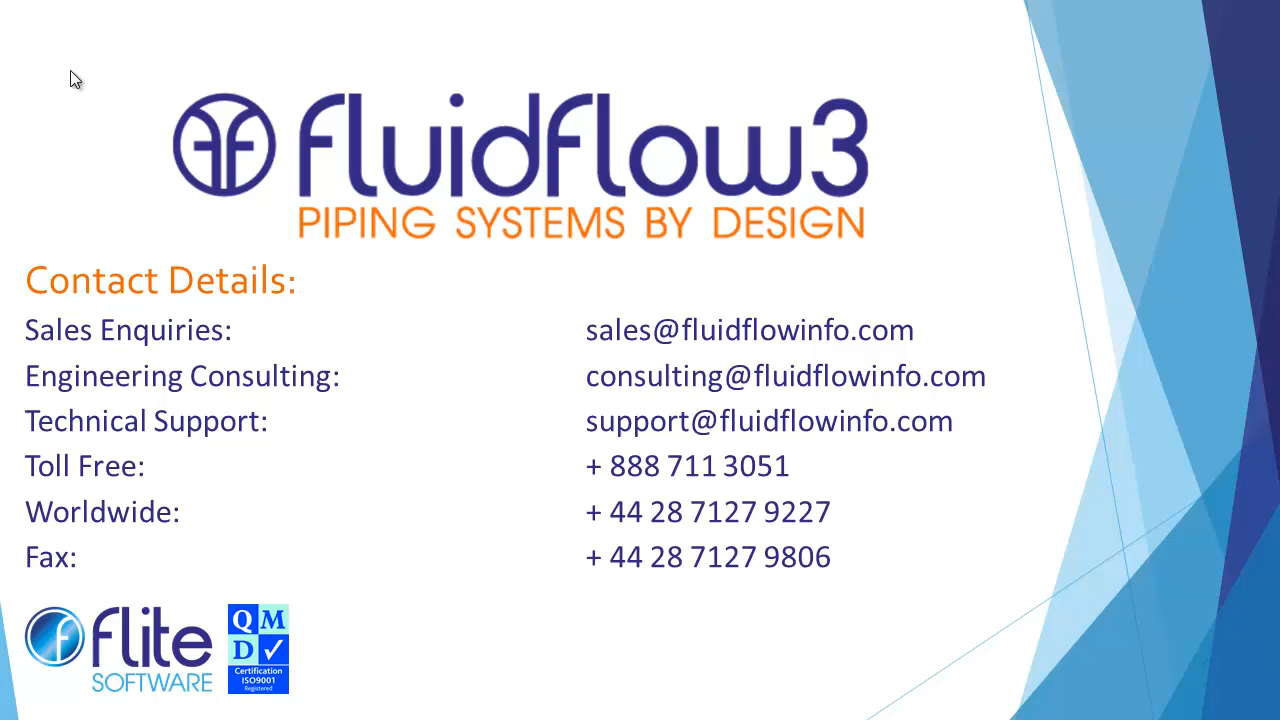 fluidflow3
PIPING SYSTEMS BY DESIGN
Contact Details:
Sales Enquiries: sales@fluidflowinfo.com
Engineering Consulting: consulting@fluidflowinfo.com
Technical Support: support@fluidflowinfo.com
Toll Free: + 888 711 3051
Worldwide: + 44 28 7127 9227
Fax: + 44 28 7127 9806
flite
SOFTWARE
Q M
D
Certification
ISO9001
Registered